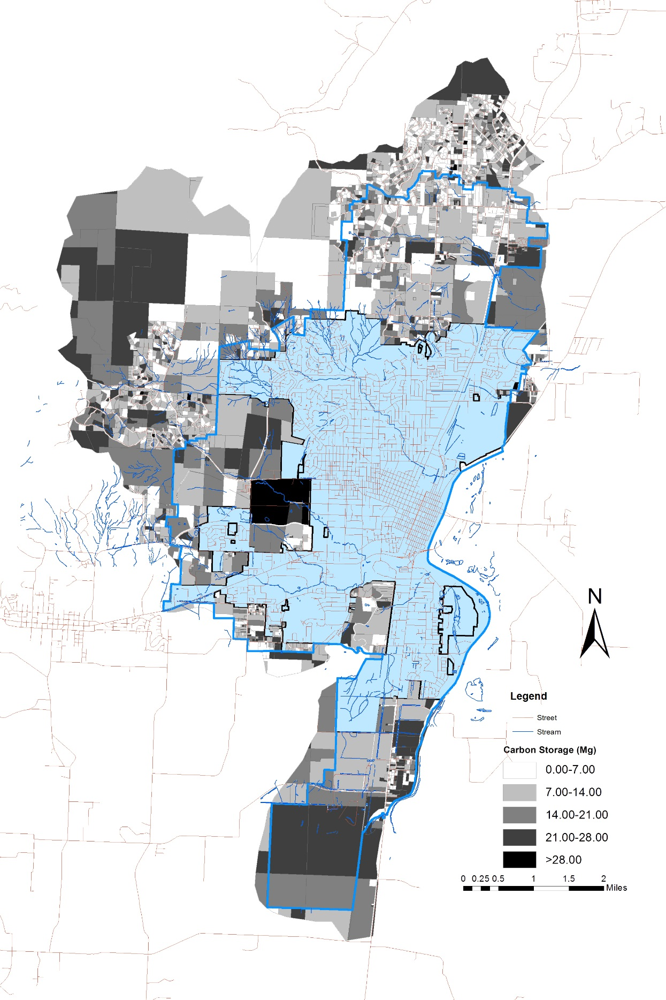 N
Legend
Street
Stream
Carbon Storage (Mg)
0.00-7.00
7.00-14.00
14.00-21.00
21.00-28.00
>28.00
0 0.25 0.5 1 1.5 2
Miles